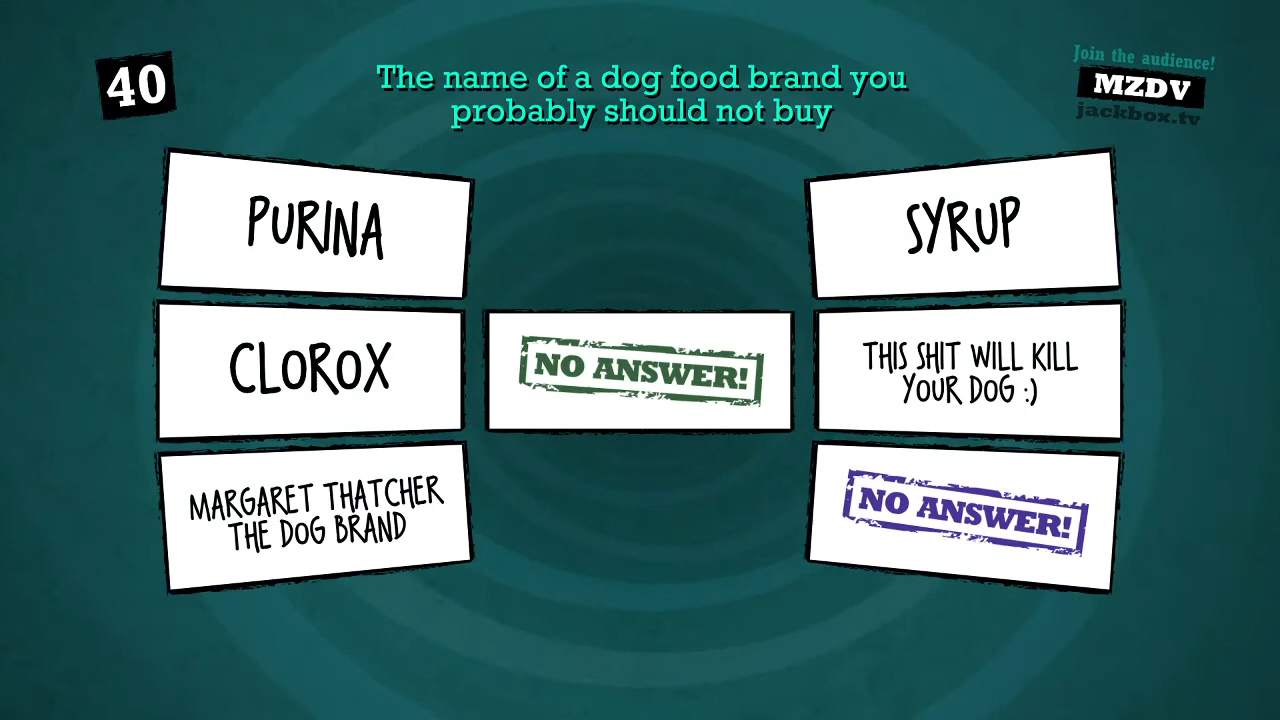 40
The name of a dog food brand you
probably should not buy
Join the audience!
MZDV
jackbox.tv
PURINA
SYRUP
CLOROX
NO ANSWER!
THIS SHIT WILL KILL
YOUR DOG :)
MARGARET THATCHER
THE DOG BRAND
NO ANSWER!